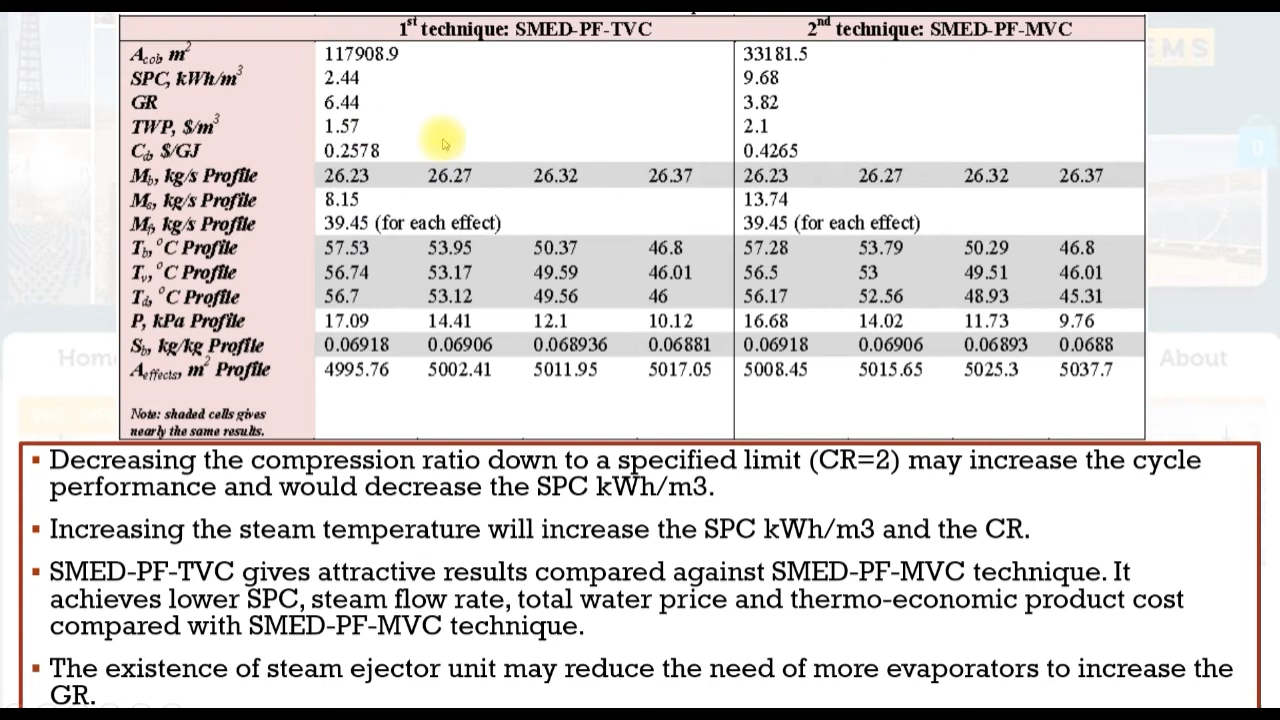 1st technique: SMED-PF-TVC 2nd technique: SMED-PF-MVC
Acob, m2 117908.9 33181.5
SPC, kWh/m3 2.44 9.68
GR 6.44 3.82
TWP, $/m3 1.57 2.1
0.2578 0.4265
Mb, kg/s Profile 26.23 26.27 26.32 26.37 26.23 26.27 26.32 26.37
Ms, kg/s Profile 8.15 13.74
Mf, kg/s Profile 39.45 (for each effect) 39.45 (for each effect)
Tb, °C Profile 57.53 53.95 50.37 46.8 57.28 53.79 50.29 46.8
Tv, °C Profile 56.74 53.17 49.59 46.01 56.5 53 49.51 46.01
Td, °C Profile 56.7 53.12 49.56 46 56.17 52.56 48.93 45.31
P, kPa Profile 17.09 14.41 12.1 10.12 16.68 14.02 11.73 9.76
Sb, kg/kg Profile 0.06918 0.06906 0.068936 0.06881 0.06918 0.06906 0.06893 0.0688
Aeffects, m2 Profile 4995.76 5002.41 5011.95 5017.05 5008.45 5015.65 5025.3 5037.7
Note: shaded cells gives
nearly the same results.
EMS
0
Home
About
▪ Decreasing the compression ratio down to a specified limit (CR=2) may increase the cycle
performance and would decrease the SPC kWh/m3.
▪ Increasing the steam temperature will increase the SPC kWh/m3 and the CR.
▪ SMED-PF-TVC gives attractive results compared against SMED-PF-MVC technique. It
achieves lower SPC, steam flow rate, total water price and thermo-economic product cost
compared with SMED-PF-MVC technique.
▪ The existence of steam ejector unit may reduce the need of more evaporators to increase the
GR.